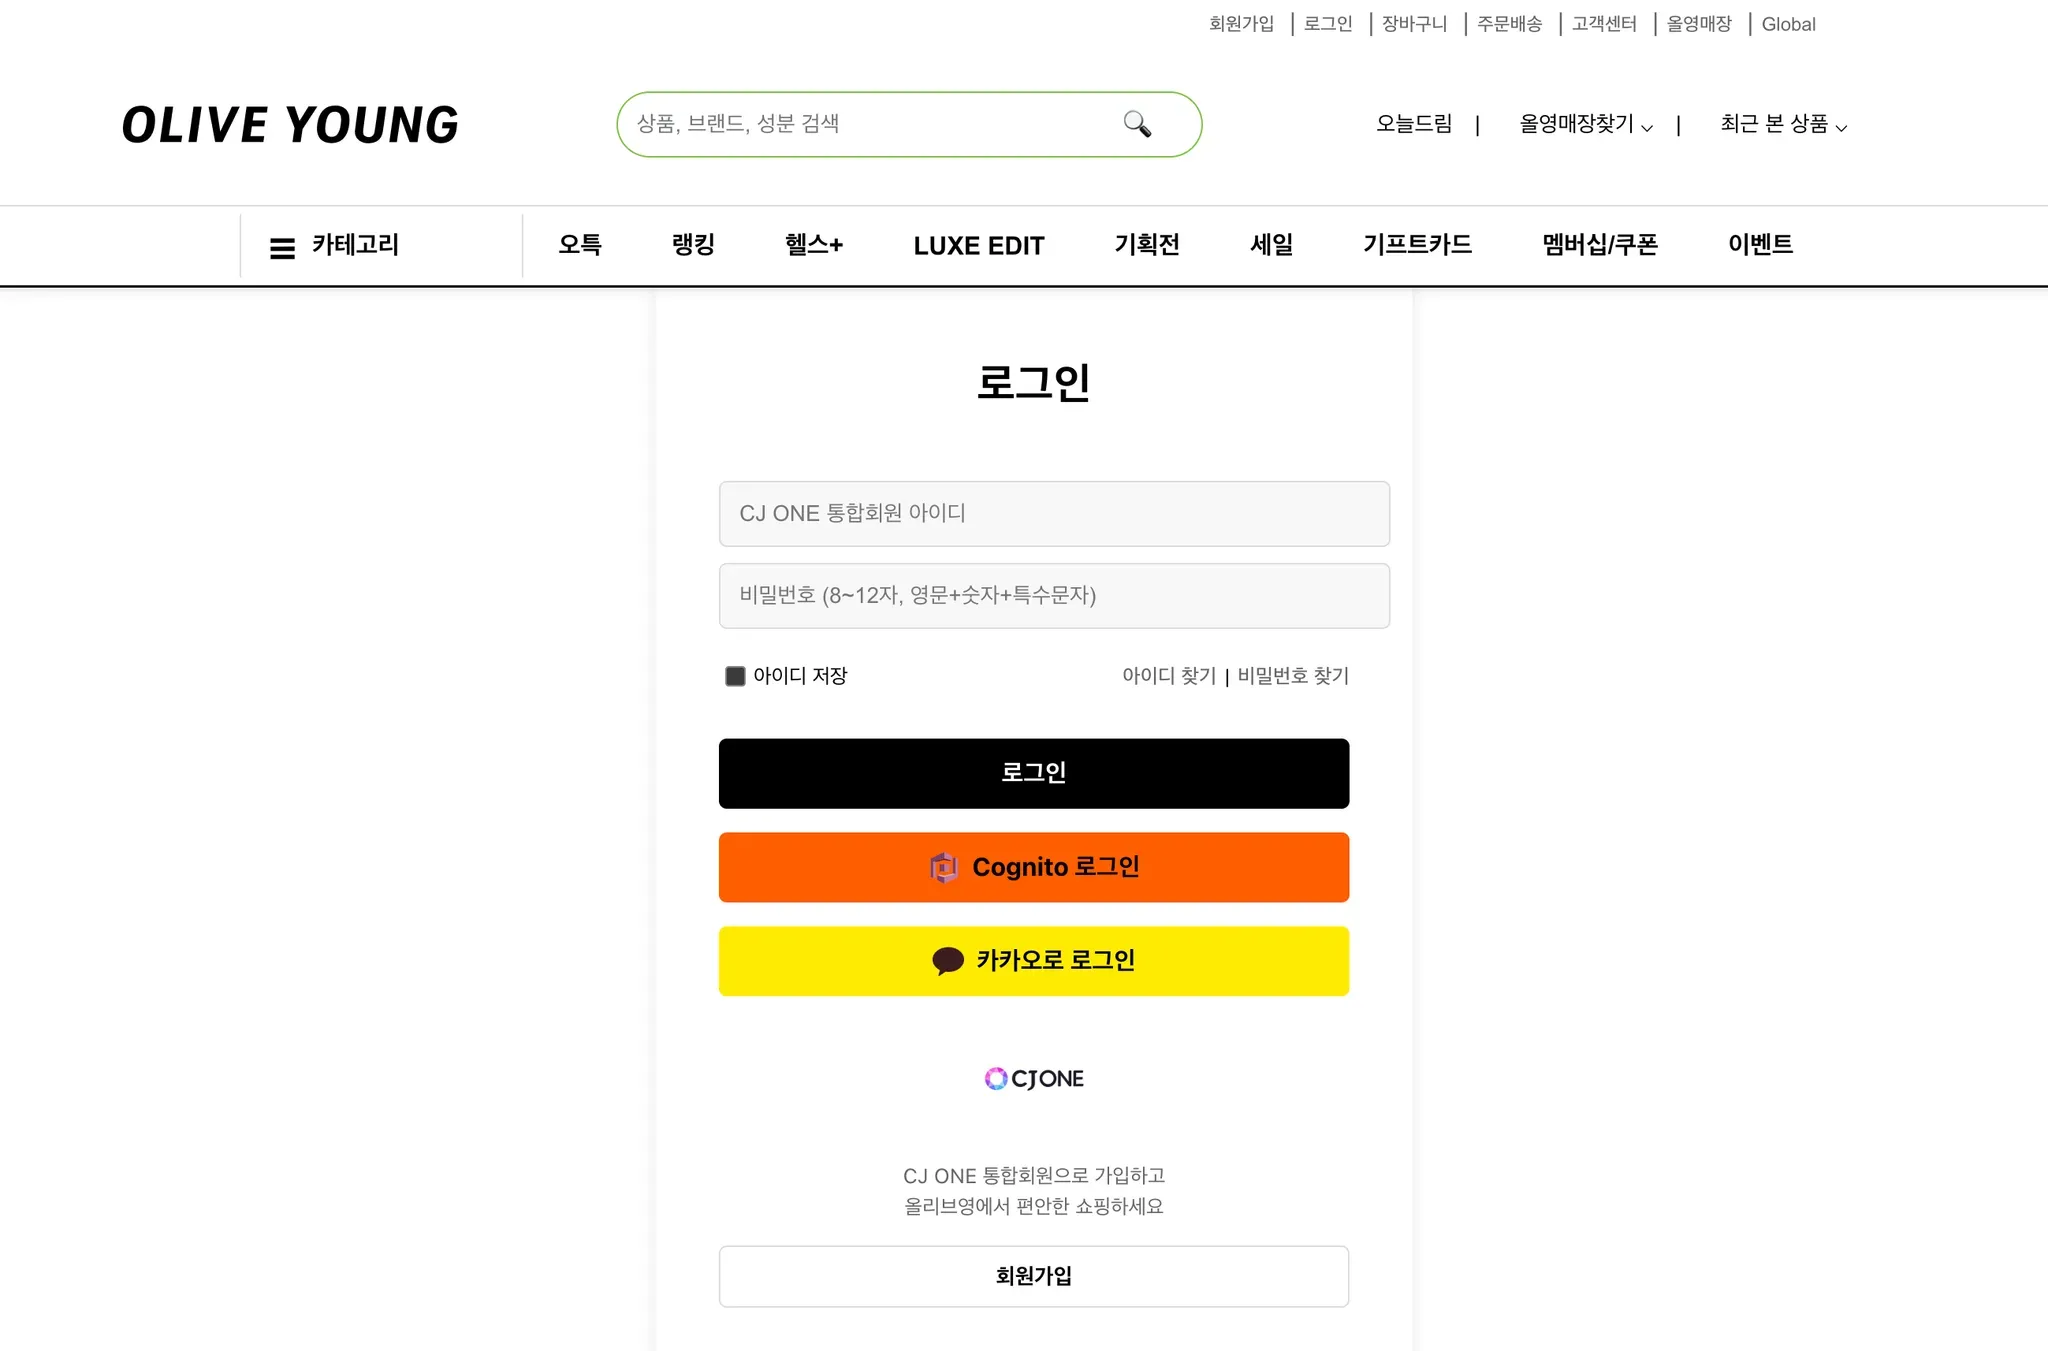 회원가입 | 로그인 | 장바구니 | 주문배송 | 고객센터 | 올영매장 | Global
OLIVE YOUNG
상품, 브랜드, 성분 검색
오늘드림 | 올영매장찾기 | 최근 본 상품
카테고리 오특 랭킹 헬스+ LUXE EDIT 기획전 세일 기프트카드 멤버십/쿠폰 이벤트
로그인
CJ ONE 통합회원 아이디
비밀번호 (8~12자, 영문+숫자+특수문자)
아이디 저장 아이디 찾기 | 비밀번호 찾기
로그인
Cognito 로그인
카카오로 로그인
CJ ONE
CJ ONE 통합회원으로 가입하고
올리브영에서 편안한 쇼핑하세요
회원가입